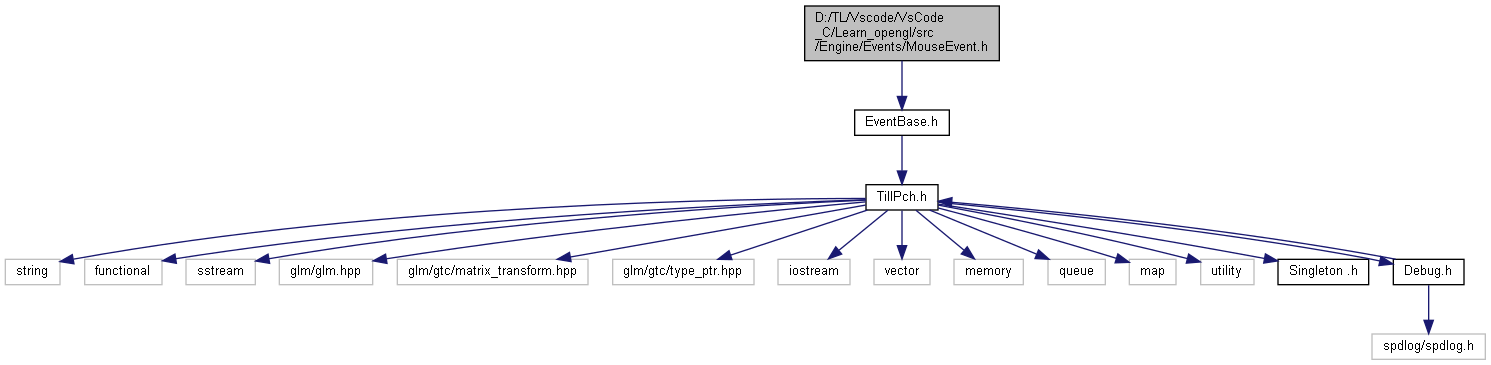 D:/TL/Vscode/VsCode
_C/Learn_opengl/src
/Engine/Events/MouseEvent.h
EventBase.h
TillPch.h
string
functional
sstream
glm/glm.hpp
glm/gtc/matrix_transform.hpp
glm/gtc/type_ptr.hpp
iostream
vector
memory
queue
map
utility
Singleton .h
Debug.h
spdlog/spdlog.h